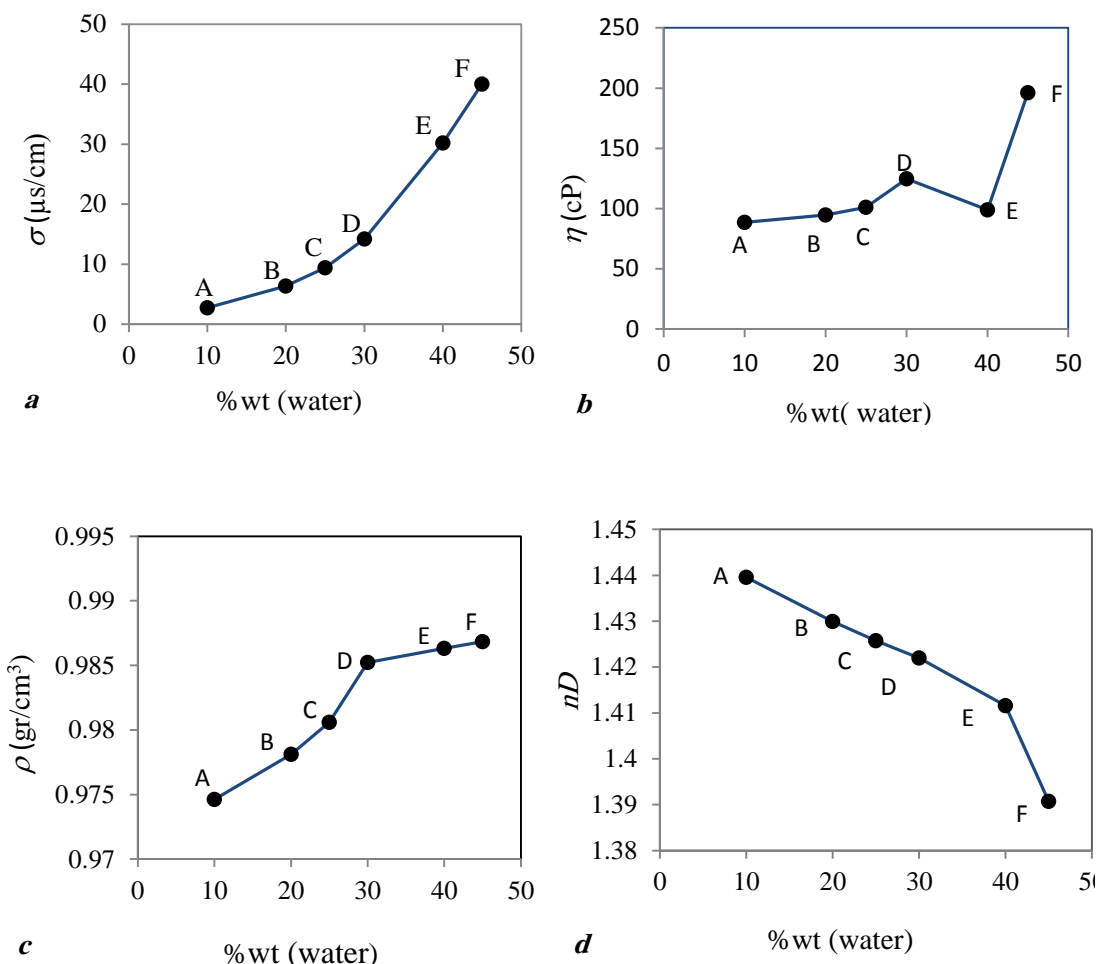 50
40
30
20
10
0
σ (µs/cm)
A
B
C
D
E
F
0 10 20 30 40 50
%wt (water)
a
250
200
150
100
50
0
η (cP)
A
B
C
D
E
F
0 10 20 30 40 50
%wt( water)
b
0.995
0.99
0.985
0.98
0.975
0.97
ρ (gr/cm³)
A
B
C
D
E
F
0 10 20 30 40 50
%wt (water)
c
1.45
1.44
1.43
1.42
1.41
1.4
1.39
1.38
nD
A
B
C
D
E
F
0 10 20 30 40 50
%wt (water)
d